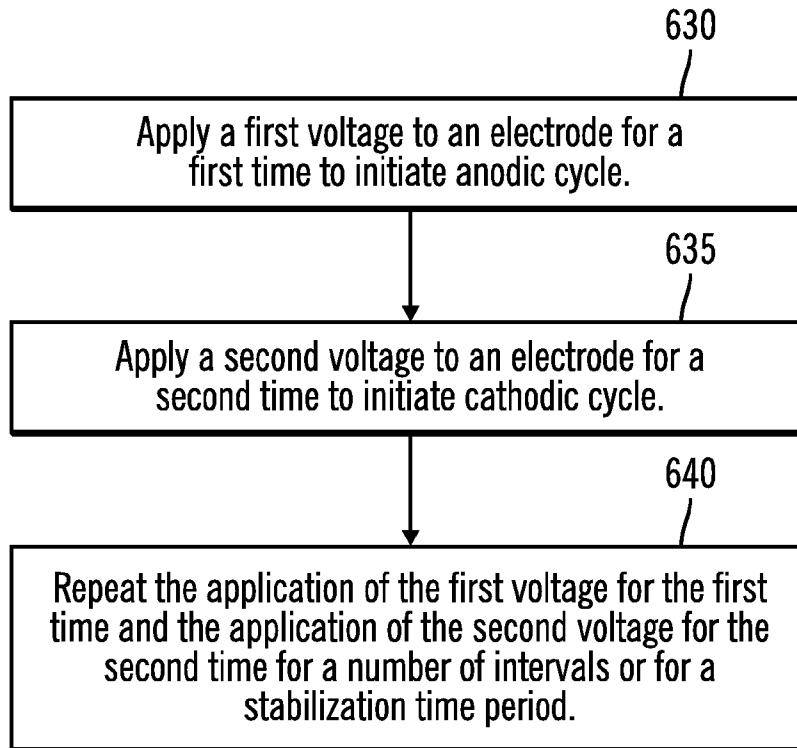 630
Apply a first voltage to an electrode for a
first time to initiate anodic cycle.
635
Apply a second voltage to an electrode for a
second time to initiate cathodic cycle.
640
Repeat the application of the first voltage for the first
time and the application of the second voltage for the
second time for a number of intervals or for a
stabilization time period.